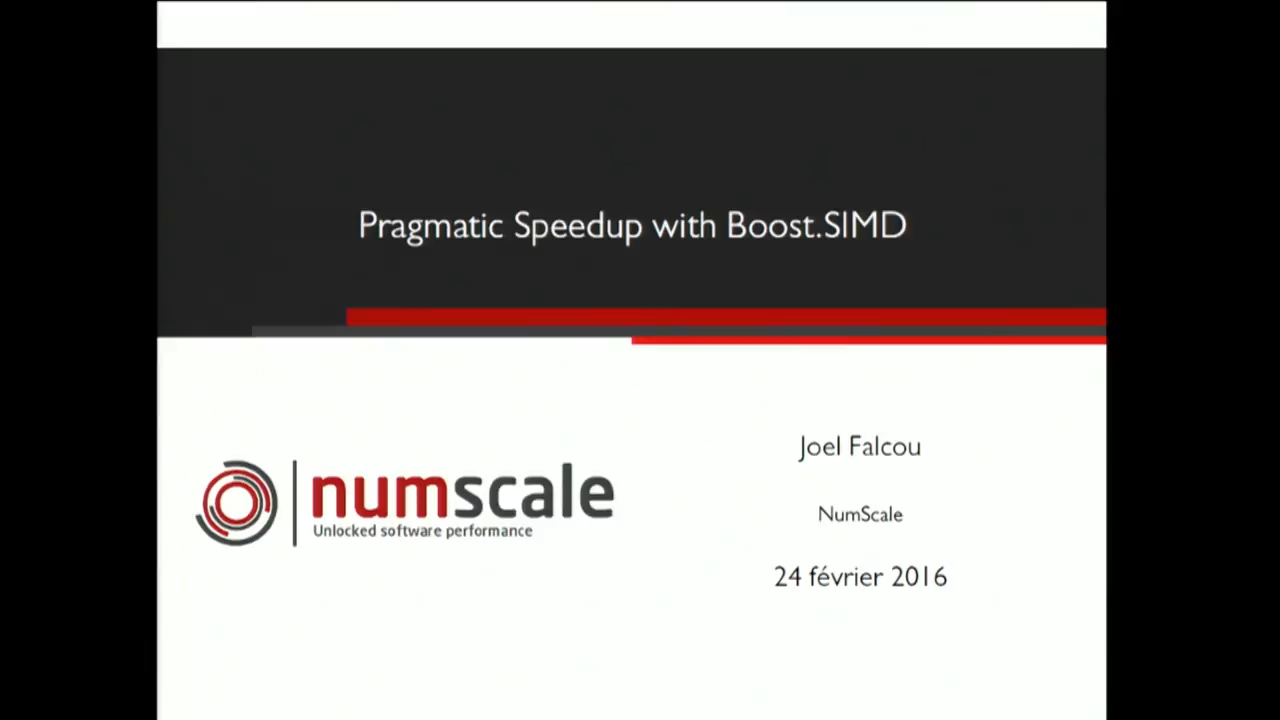 Pragmatic Speedup with Boost.SIMD
numscale
Unlocked software performance
Joel Falcou
NumScale
24 février 2016